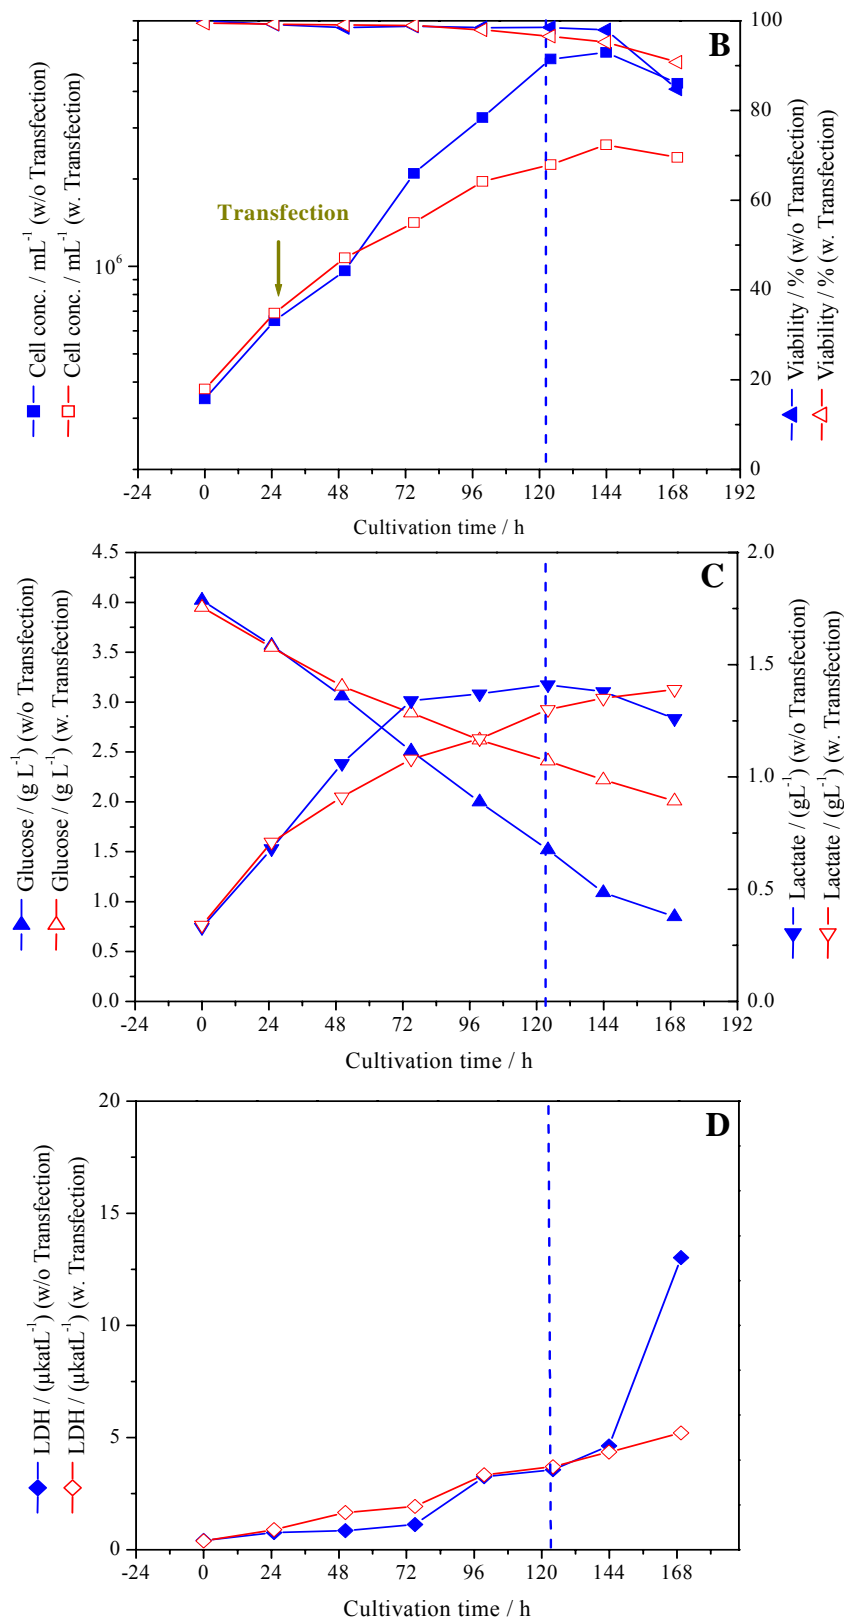 B
Transfection
10^6
100
80
60
40
20
0
-24 0 24 48 72 96 120 144 168 192
Cultivation time / h
Cell conc. / mL^-1 (w/o Transfection)
Cell conc. / mL^-1 (w. Transfection)
Viability / % (w/o Transfection)
Viability / % (w. Transfection)
C
4.5
4.0
3.5
3.0
2.5
2.0
1.5
1.0
0.5
0.0
2.0
1.5
1.0
0.5
0.0
-24 0 24 48 72 96 120 144 168 192
Cultivation time / h
Glucose / (g L^-1) (w/o Transfection)
Glucose / (g L^-1) (w. Transfection)
Lactate / (gL^-1) (w/o Transfection)
Lactate / (gL^-1) (w. Transfection)
D
20
15
10
5
0
-24 0 24 48 72 96 120 144 168
Cultivation time / h
LDH / (µkatL^-1) (w/o Transfection)
LDH / (µkatL^-1) (w. Transfection)